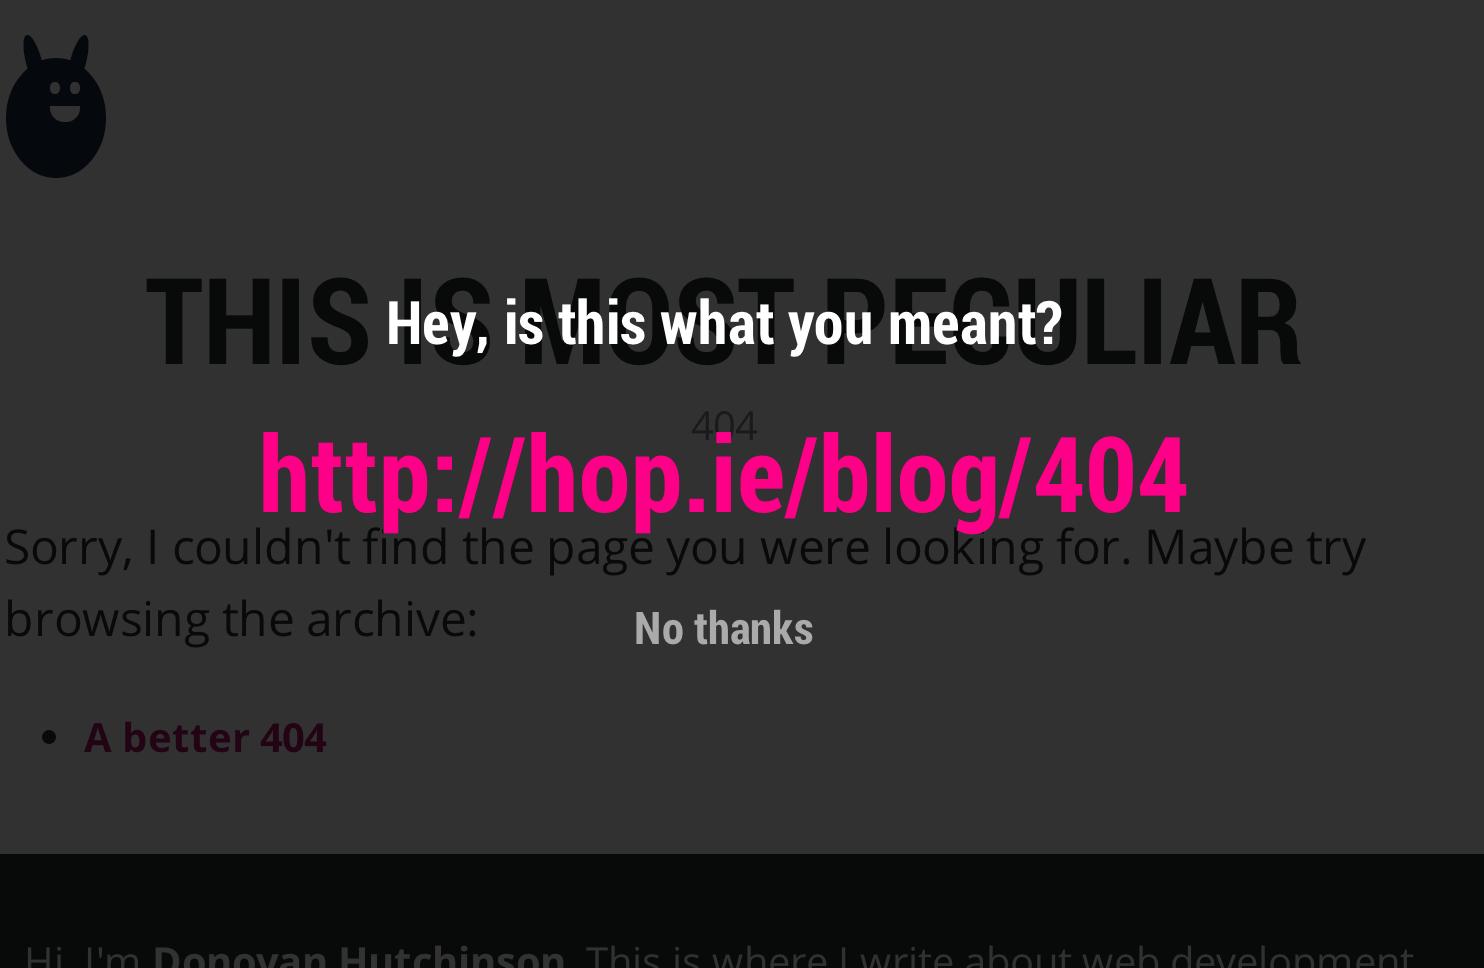 THIS IS MOST PECULIAR
Hey, is this what you meant?
404
http://hop.ie/blog/404
Sorry, I couldn't find the page you were looking for. Maybe try
browsing the archive:
No thanks
• A better 404
Hi, I'm Donovan Hutchinson. This is where I write about web development